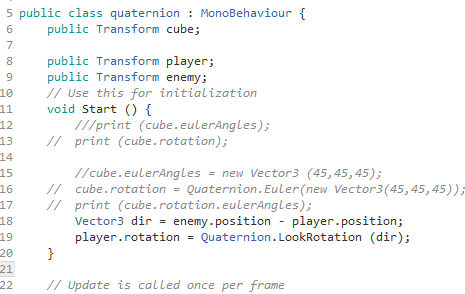 5 public class quaternion : MonoBehaviour {
6     public Transform cube;
7
8     public Transform player;
9     public Transform enemy;
10     // Use this for initialization
11     void Start () {
12         ///print (cube.eulerAngles);
13 //  print (cube.rotation);
14
15         //cube.eulerAngles = new Vector3 (45,45,45);
16 //  cube.rotation = Quaternion.Euler(new Vector3(45,45,45));
17 //  print (cube.rotation.eulerAngles);
18         Vector3 dir = enemy.position - player.position;
19         player.rotation = Quaternion.LookRotation (dir);
20     }
21
22     // Update is called once per frame